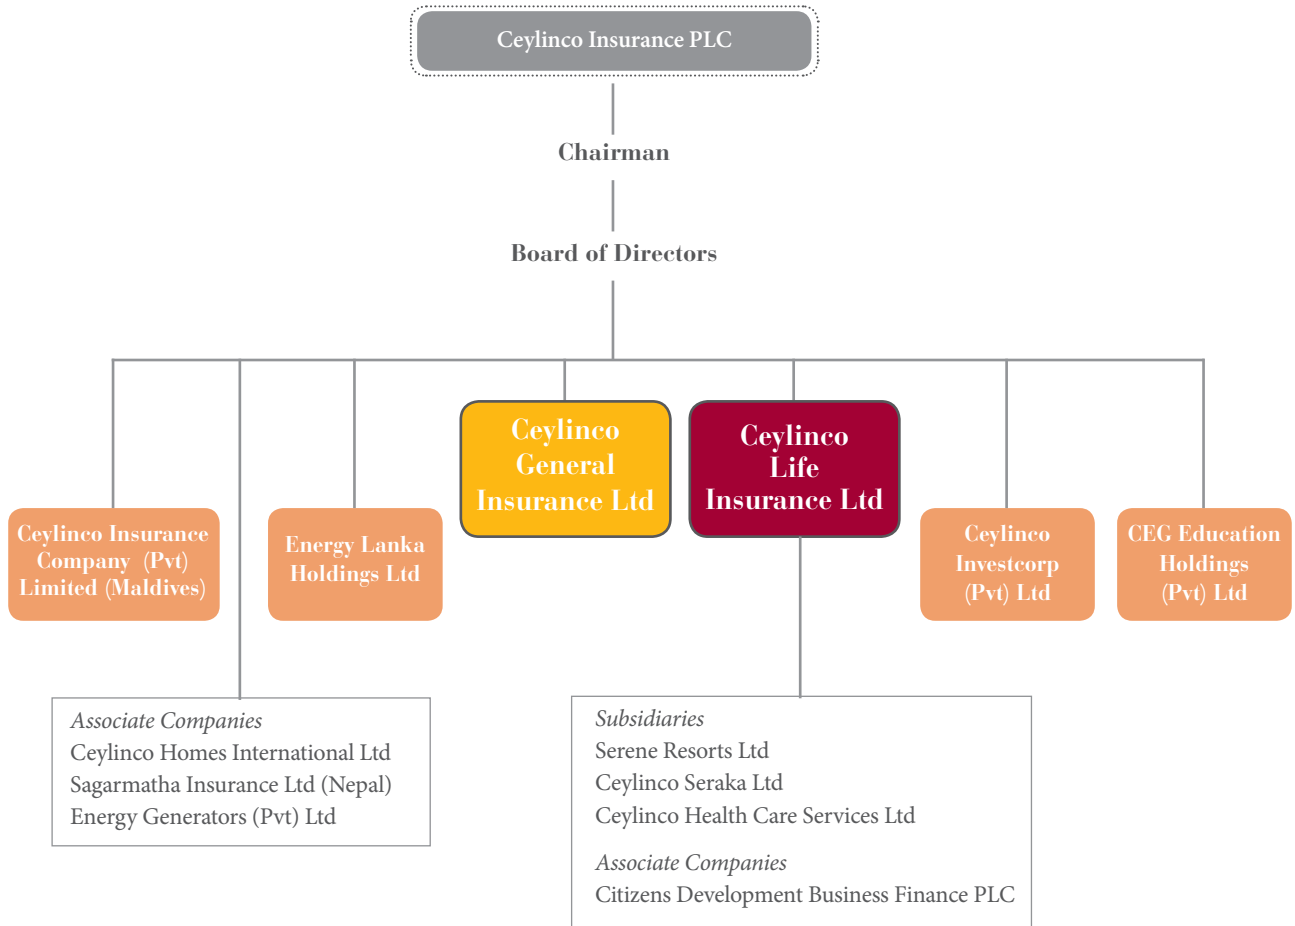 Ceylinco Insurance PLC
Chairman
Board of Directors
Ceylinco
General
Insurance Ltd
Ceylinco
Life
Insurance Ltd
Ceylinco Insurance
Company (Pvt)
Limited (Maldives)
Energy Lanka
Holdings Ltd
Ceylinco
Investcorp
(Pvt) Ltd
CEG Education
Holdings
(Pvt) Ltd
Associate Companies
Ceylinco Homes International Ltd
Sagarmatha Insurance Ltd (Nepal)
Energy Generators (Pvt) Ltd
Subsidiaries
Serene Resorts Ltd
Ceylinco Seraka Ltd
Ceylinco Health Care Services Ltd
Associate Companies
Citizens Development Business Finance PLC